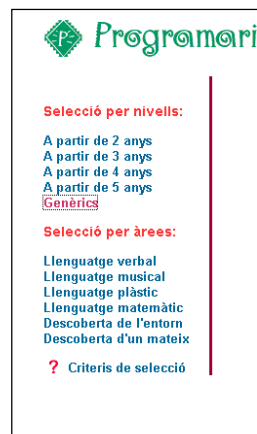 P
Programari
Selecció per nivells:
A partir de 2 anys
A partir de 3 anys
A partir de 4 anys
A partir de 5 anys
Genèrics
Selecció per àrees:
Llenguatge verbal
Llenguatge musical
Llenguatge plàstic
Llenguatge matemàtic
Descoberta de l'entorn
Descoberta d'un mateix
? Criteris de selecció